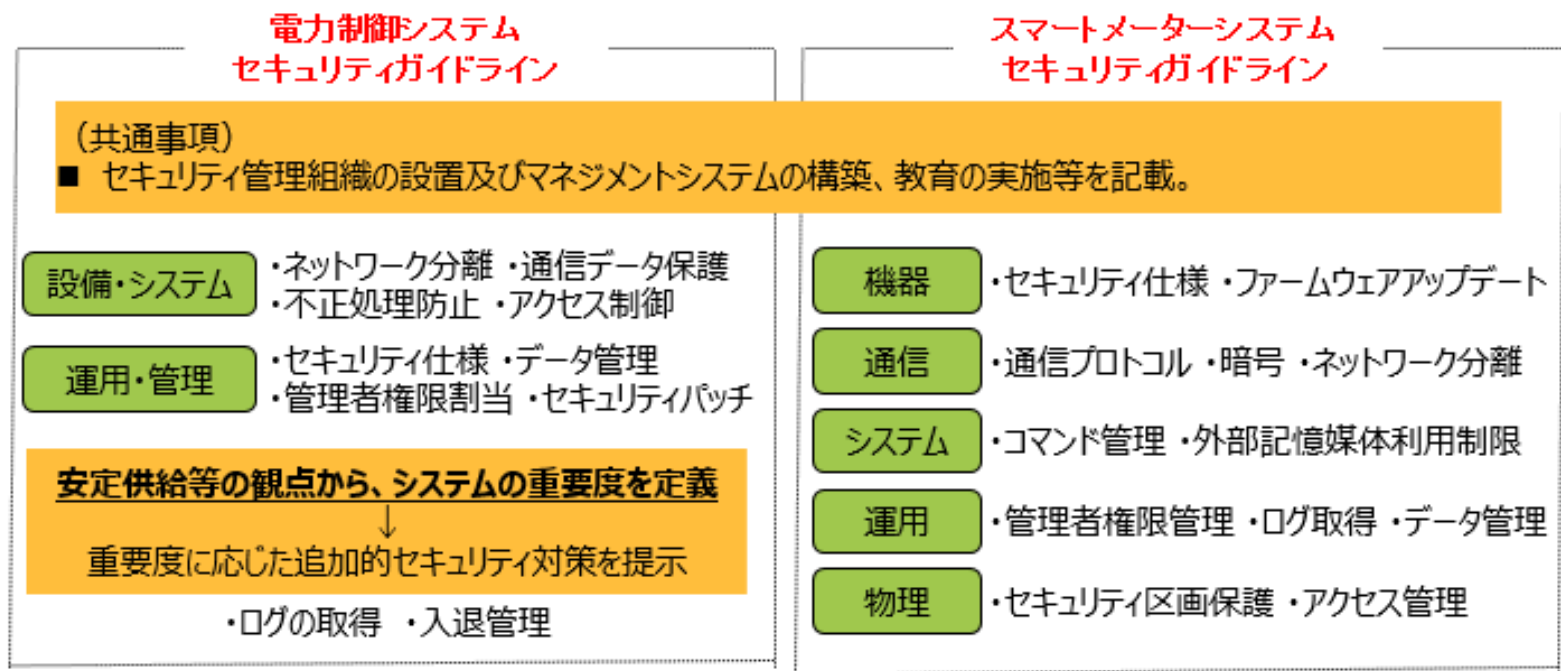 電力制御システム
セキュリティガイドライン
スマートメーターシステム
セキュリティガイドライン
（共通事項）
■ セキュリティ管理組織の設置及びマネジメントシステムの構築、教育の実施等を記載。
設備・システム
・ネットワーク分離 ・通信データ保護
・不正処理防止 ・アクセス制御
運用・管理
・セキュリティ仕様 ・データ管理
・管理者権限割当 ・セキュリティパッチ
安定供給等の観点から、システムの重要度を定義
↓
重要度に応じた追加的セキュリティ対策を提示
・ログの取得 ・入退管理
機器
・セキュリティ仕様 ・ファームウェアアップデート
通信
・通信プロトコル ・暗号 ・ネットワーク分離
システム
・コマンド管理 ・外部記憶媒体利用制限
運用
・管理者権限管理 ・ログ取得 ・データ管理
物理
・セキュリティ区画保護 ・アクセス管理